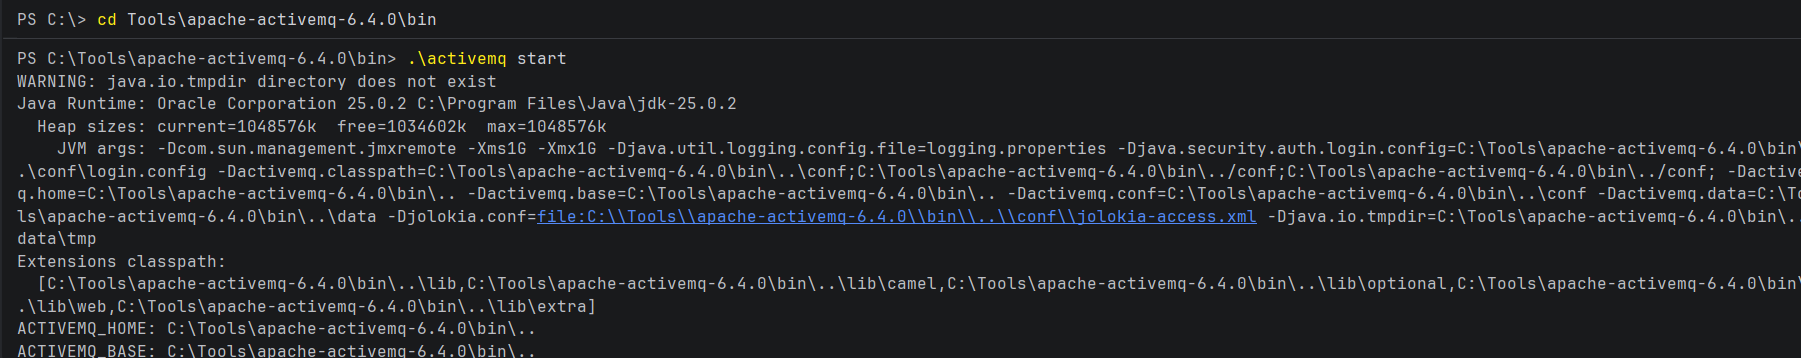 PS C:\> cd Tools\apache-activemq-6.4.0\bin
PS C:\Tools\apache-activemq-6.4.0\bin> .\activemq start
WARNING: java.io.tmpdir directory does not exist
Java Runtime: Oracle Corporation 25.0.2 C:\Program Files\Java\jdk-25.0.2
  Heap sizes: current=1048576k  free=1034602k  max=1048576k
    JVM args: -Dcom.sun.management.jmxremote -Xms1G -Xmx1G -Djava.util.logging.config.file=logging.properties -Djava.security.auth.login.config=C:\Tools\apache-activemq-6.4.0\bin\
.\conf\login.config -Dactivemq.classpath=C:\Tools\apache-activemq-6.4.0\bin\..\conf;C:\Tools\apache-activemq-6.4.0\bin\../conf;C:\Tools\apache-activemq-6.4.0\bin\../conf; -Dactive
q.home=C:\Tools\apache-activemq-6.4.0\bin\.. -Dactivemq.base=C:\Tools\apache-activemq-6.4.0\bin\.. -Dactivemq.conf=C:\Tools\apache-activemq-6.4.0\bin\..\conf -Dactivemq.data=C:\To
ls\apache-activemq-6.4.0\bin\..\data -Djolokia.conf=file:C:\\Tools\\apache-activemq-6.4.0\\bin\\..\\conf\\jolokia-access.xml -Djava.io.tmpdir=C:\Tools\apache-activemq-6.4.0\bin\..
data\tmp
Extensions classpath:
  [C:\Tools\apache-activemq-6.4.0\bin\..\lib,C:\Tools\apache-activemq-6.4.0\bin\..\lib\camel,C:\Tools\apache-activemq-6.4.0\bin\..\lib\optional,C:\Tools\apache-activemq-6.4.0\bin\
.\lib\web,C:\Tools\apache-activemq-6.4.0\bin\..\lib\extra]
ACTIVEMQ_HOME: C:\Tools\apache-activemq-6.4.0\bin\..
ACTIVEMQ_BASE: C:\Tools\apache-activemq-6.4.0\bin\..